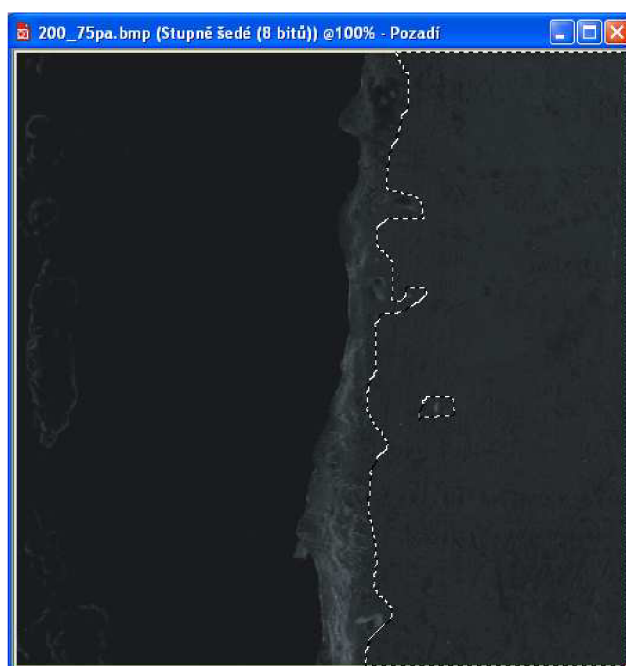 200_75pa.bmp (Stupně šedé (8 bitů)) @100% - Pozadí